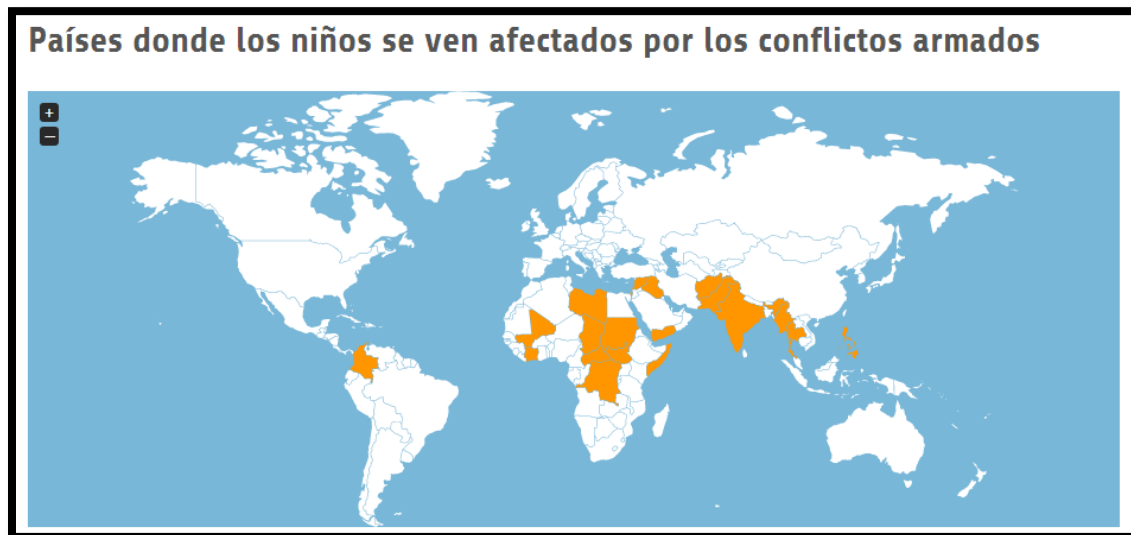 Países donde los niños se ven afectados por los conflictos armados
+
–